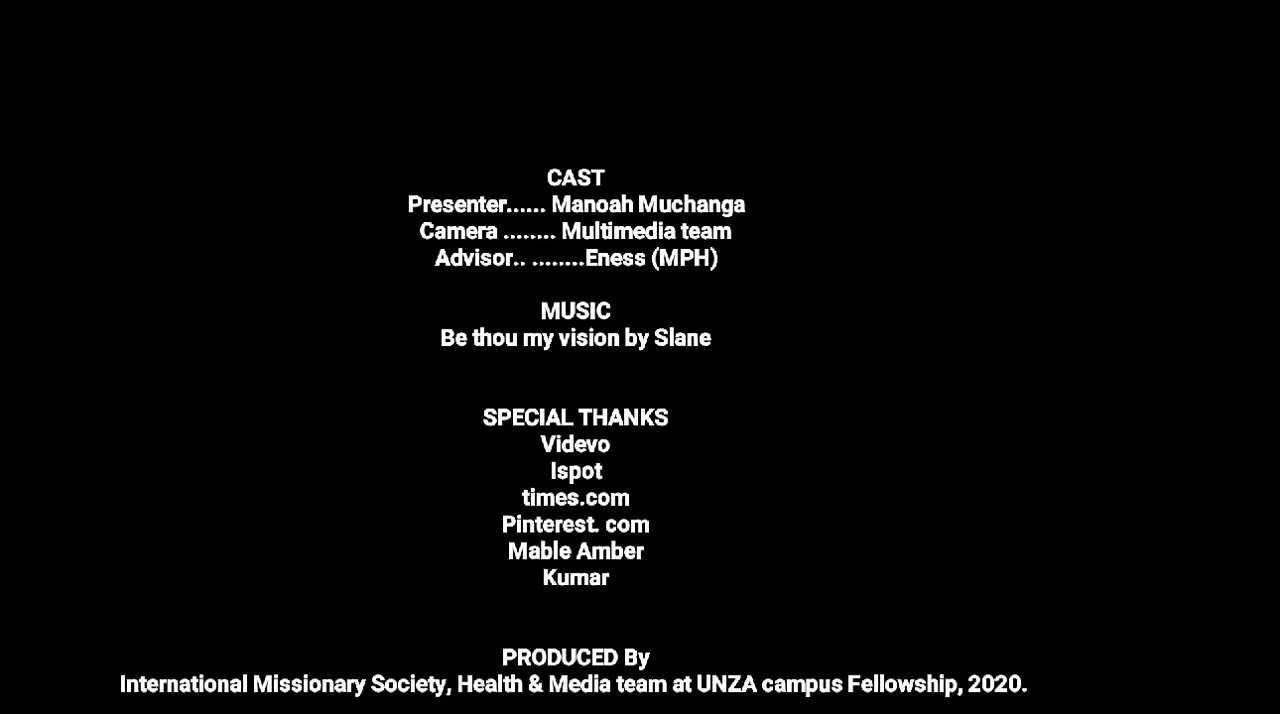 CAST
Presenter...... Manoah Muchanga
Camera ........ Multimedia team
Advisor.. ........Eness (MPH)
MUSIC
Be thou my vision by Slane
SPECIAL THANKS
Videvo
Ispot
times.com
Pinterest. com
Mable Amber
Kumar
PRODUCED By
International Missionary Society, Health & Media team at UNZA campus Fellowship, 2020.